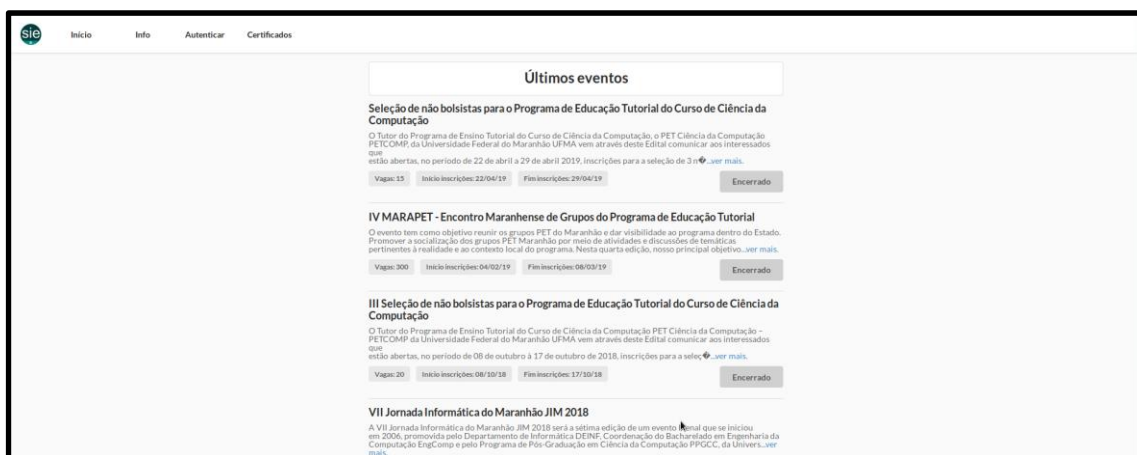 sie
Início Info Autenticar Certificados
Últimos eventos
Seleção de não bolsistas para o Programa de Educação Tutorial do Curso de Ciência da
Computação
O Tutor do Programa de Ensino Tutorial do Curso de Ciência da Computação, o PET Ciência da Computação
PETCOMP, da Universidade Federal do Maranhão UFMA vem através deste Edital comunicar aos interessados
que
estão abertas, no período de 22 de abril a 29 de abril 2019, inscrições para a seleção de 3 n�...ver mais.
Vagas: 15 Início inscrições: 22/04/19 Fim inscrições: 29/04/19
Encerrado
IV MARAPET - Encontro Maranhense de Grupos do Programa de Educação Tutorial
O evento tem como objetivo reunir os grupos PET do Maranhão e dar visibilidade ao programa dentro do Estado.
Promover a socialização dos grupos PET Maranhão por meio de atividades e discussões de temáticas
pertinentes à realidade e ao contexto local do programa. Nesta quarta edição, nosso principal objetivo...ver mais.
Vagas: 300 Início inscrições: 04/02/19 Fim inscrições: 08/03/19
Encerrado
III Seleção de não bolsistas para o Programa de Educação Tutorial do Curso de Ciência da
Computação
O Tutor do Programa de Ensino Tutorial do Curso de Ciência da Computação PET Ciência da Computação –
PETCOMP da Universidade Federal do Maranhão UFMA vem através deste Edital comunicar aos interessados
que
estão abertas, no período de 08 de outubro à 17 de outubro de 2018, inscrições para a seleç�...ver mais.
Vagas: 20 Início inscrições: 08/10/18 Fim inscrições: 17/10/18
Encerrado
VII Jornada Informática do Maranhão JIM 2018
A VII Jornada Informática do Maranhão JIM 2018 será a sétima edição de um evento que se iniciou
em 2006, promovida pelo Departamento de Informática DEINF, Coordenação do Bacharelado em Engenharia da
Computação EngComp e pelo Programa de Pós-Graduação em Ciência da Computação PPGCC, da Univers...ver
mais.